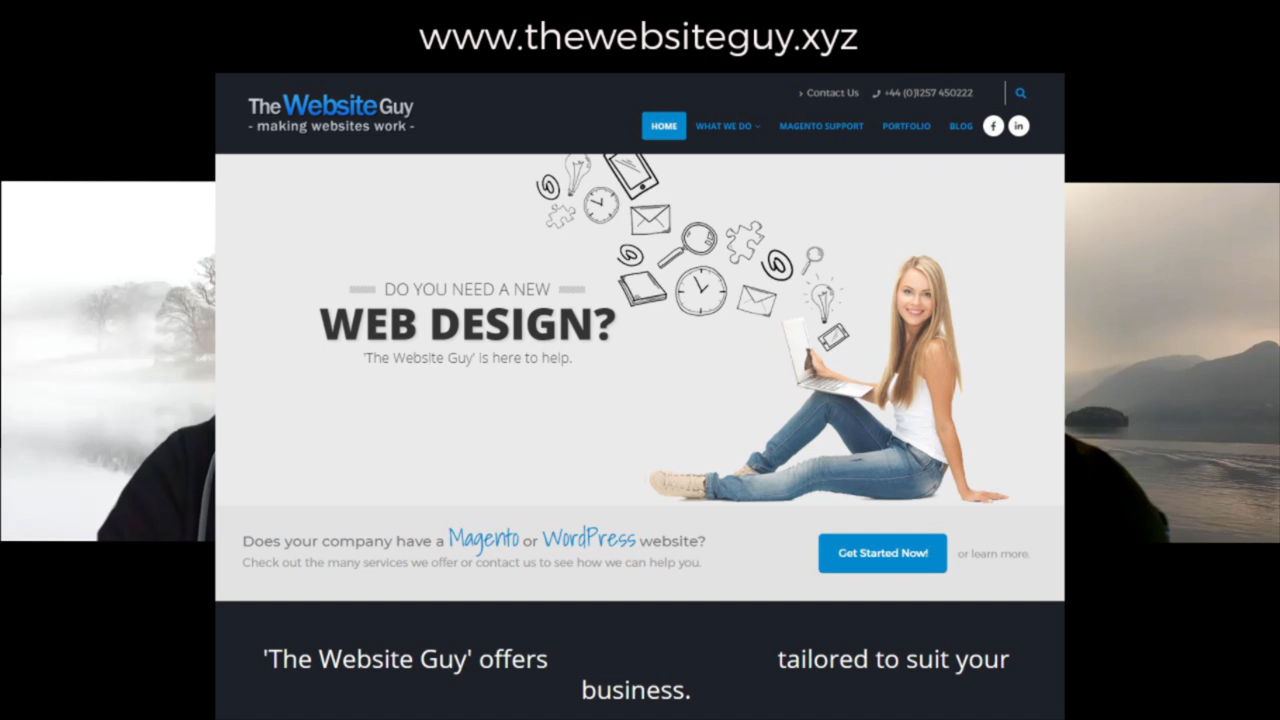 www.thewebsiteguy.xyz
The Website Guy
- making websites work -
› Contact Us +44 (0)1257 450222
HOME WHAT WE DO MAGENTO SUPPORT PORTFOLIO BLOG f in
DO YOU NEED A NEW
WEB DESIGN?
'The Website Guy' is here to help.
Does your company have a Magento or WordPress website?
Check out the many services we offer or contact us to see how we can help you.
Get Started Now! or learn more.
'The Website Guy' offers tailored to suit your
business.